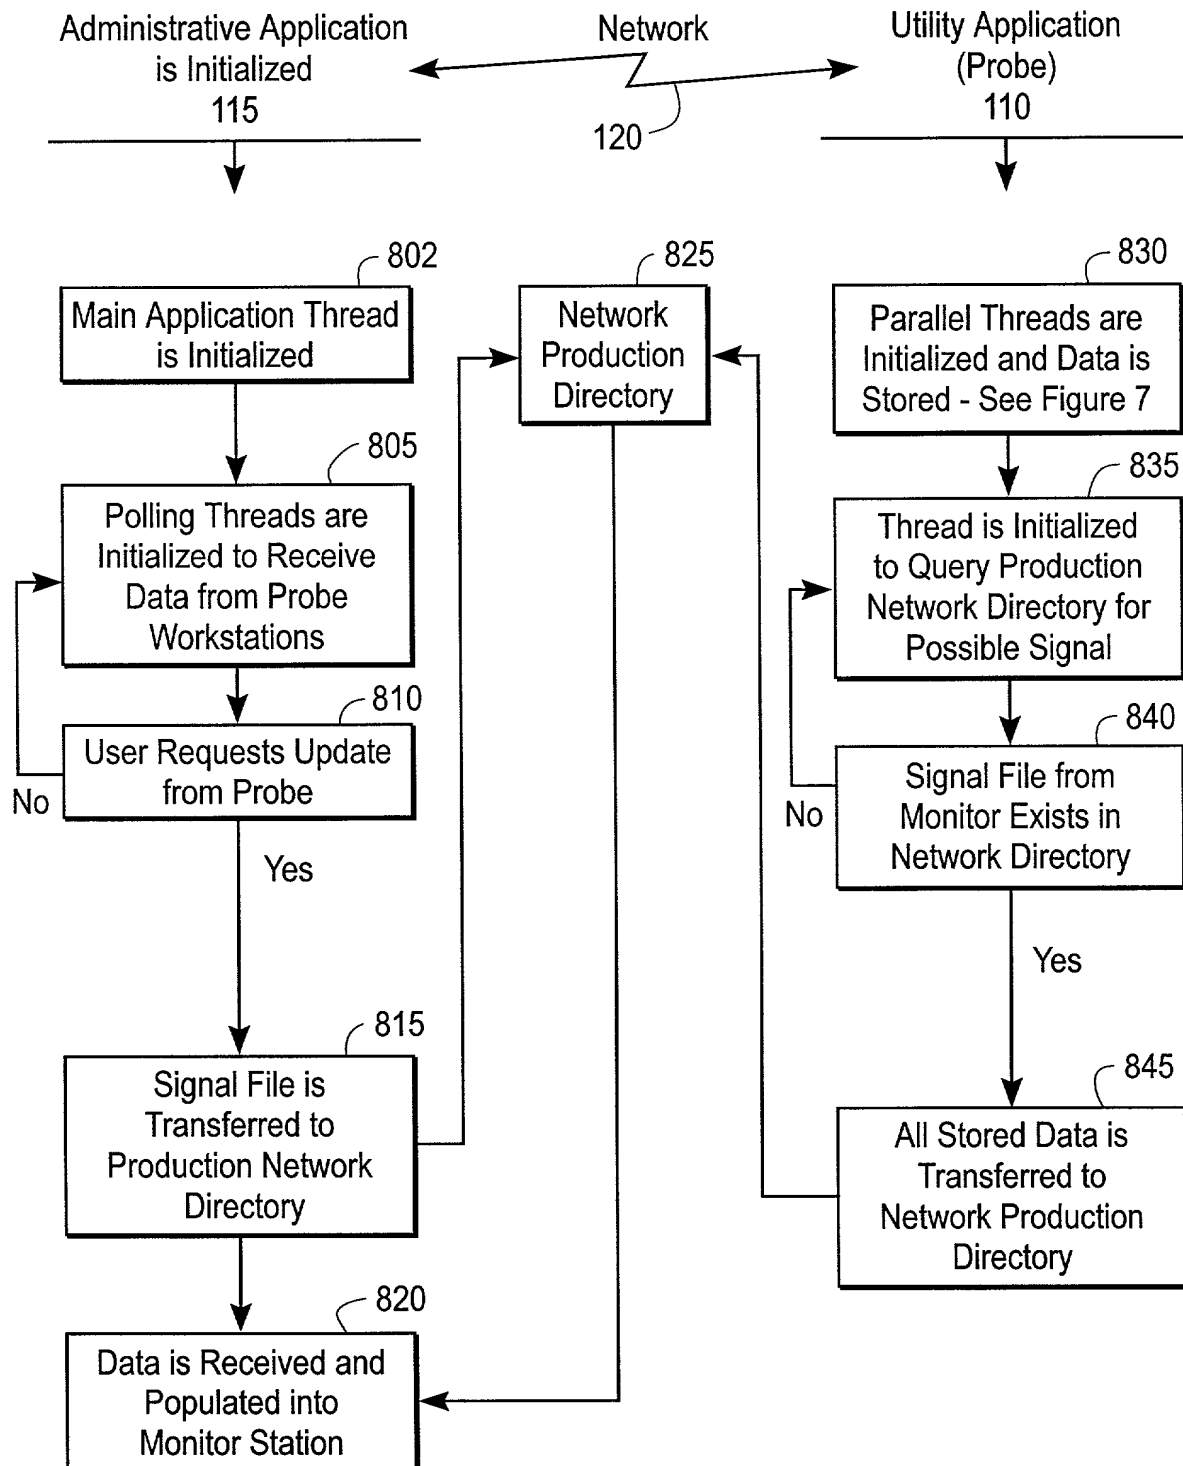 Administrative Application
is Initialized
115
Network
120
Utility Application
(Probe)
110
802
Main Application Thread
is Initialized
805
Polling Threads are
Initialized to Receive
Data from Probe
Workstations
810
User Requests Update
from Probe
No
Yes
815
Signal File is
Transferred to
Production Network
Directory
820
Data is Received and
Populated into
Monitor Station
825
Network
Production
Directory
830
Parallel Threads are
Initialized and Data is
Stored - See Figure 7
835
Thread is Initialized
to Query Production
Network Directory for
Possible Signal
840
Signal File from
Monitor Exists in
Network Directory
No
Yes
845
All Stored Data is
Transferred to
Network Production
Directory